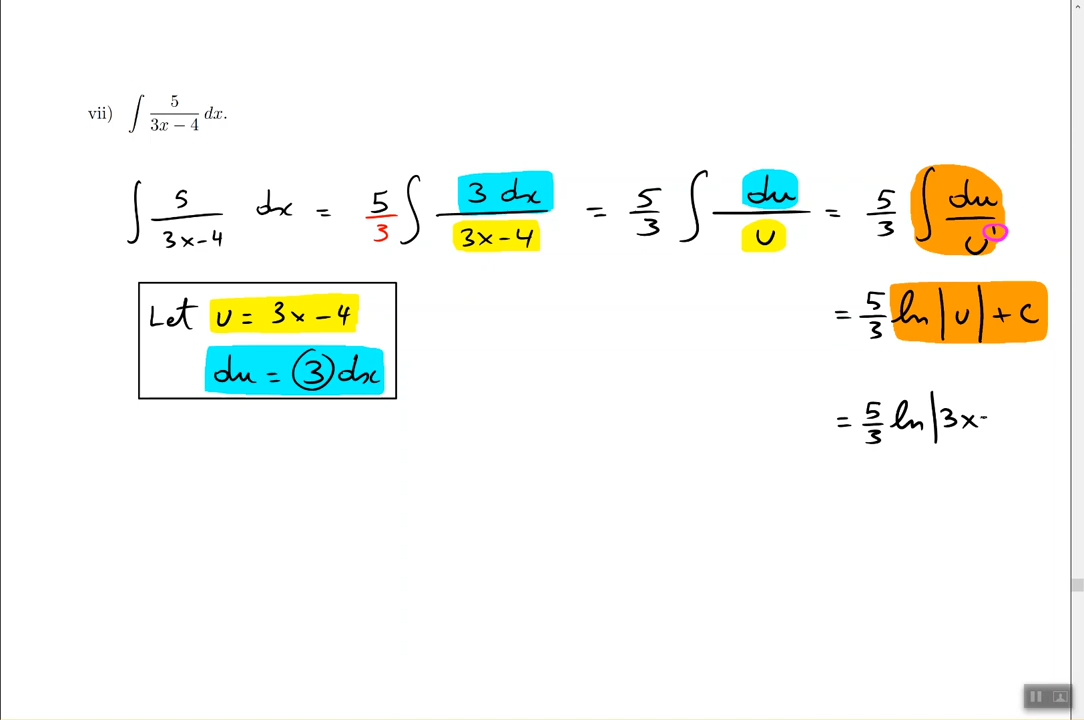 vii) ∫ 5/(3x − 4) dx.
∫ 5/(3x-4) dx = 5/3 ∫ 3 dx/(3x-4) = 5/3 ∫ du/u = 5/3 ∫ du/u¹
Let u = 3x - 4
= 5/3 ln |u| + c
du = 3 dx
= 5/3 ln |3x-